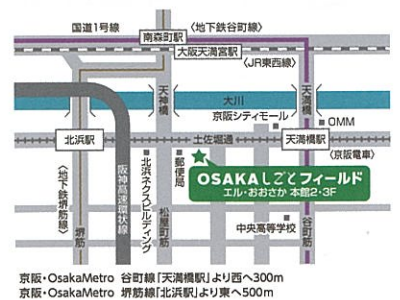 国道1号線
〈地下鉄谷町線〉
南森町駅
大阪天満宮駅
〈JR東西線〉
天神橋
大川
天満橋
京阪シティモール
OMM
北浜駅
土佐堀通
天満橋駅
〈京阪電車〉
〈地下鉄堺筋線〉
堺筋
阪神高速環状線
北浜ネクスビルディング
松屋町筋
郵便局
OSAKAしごとフィールド
エル・おおさか 本館2・3F
中央高等学校
谷町筋
京阪・OsakaMetro 谷町線「天満橋駅」より西へ300m
京阪・OsakaMetro 堺筋線「北浜駅」より東へ500m